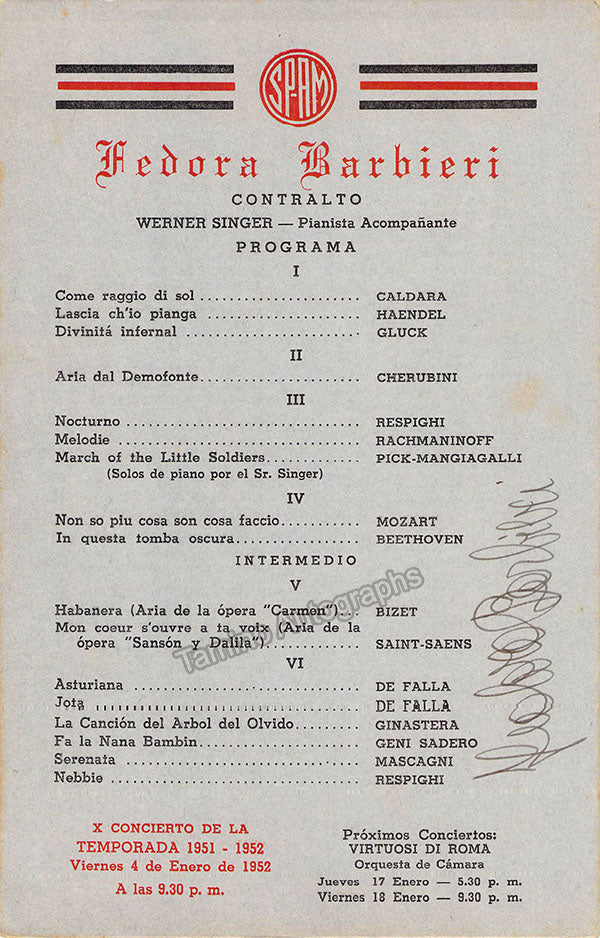 SP-AM
Fedora Barbieri
CONTRALTO
WERNER SINGER — Pianista Acompañante
PROGRAMA
I
Come raggio di sol ...................... CALDARA
Lascia ch'io pianga ...................... HAENDEL
Divinitá infernal ........................ GLUCK
II
Aria dal Demofonte...................... CHERUBINI
III
Nocturno .............................. RESPIGHI
Melodie ............................... RACHMANINOFF
March of the Little Soldiers............. PICK-MANGIAGALLI
(Solos de piano por el Sr. Singer)
IV
Non so piu cosa son cosa faccio........... MOZART
In questa tomba oscura.................. BEETHOVEN
INTERMEDIO
V
Habanera (Aria de la ópera "Carmen")... BIZET
Mon coeur s'ouvre a ta voix (Aria de la
ópera "Sansón y Dalila")............. SAINT-SAENS
VI
Asturiana ............................. DE FALLA
Jota .................................. DE FALLA
La Canción del Arbol del Olvido......... GINASTERA
Fa la Nana Bambin...................... GENI SADERO
Serenata .............................. MASCAGNI
Nebbie ................................ RESPIGHI
X CONCIERTO DE LA
TEMPORADA 1951 - 1952
Viernes 4 de Enero de 1952
A las 9.30 p. m.
Próximos Conciertos:
VIRTUOSI DI ROMA
Orquesta de Cámara
Jueves 17 Enero — 5.30 p. m.
Viernes 18 Enero — 9.30 p. m.
Fedora Barbieri
Tamino Autographs